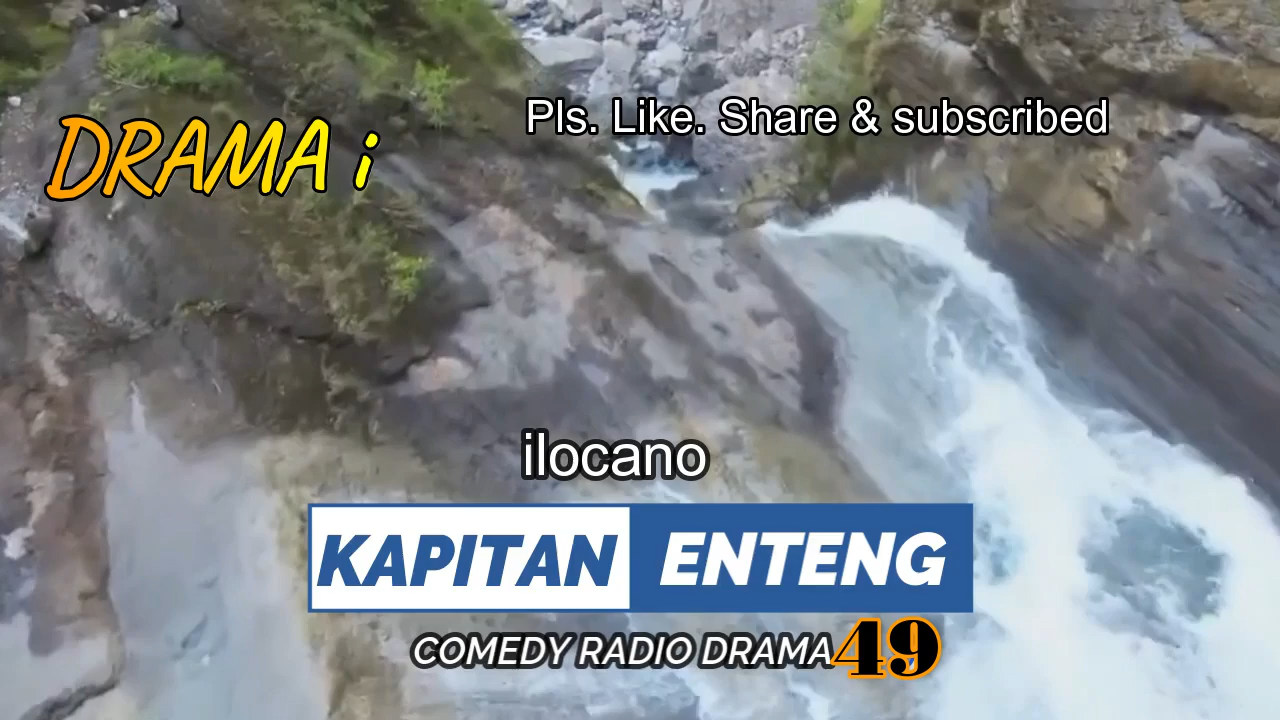 DRAMA i
Pls. Like. Share & subscribed
ilocano
KAPITAN ENTENG
COMEDY RADIO DRAMA 49